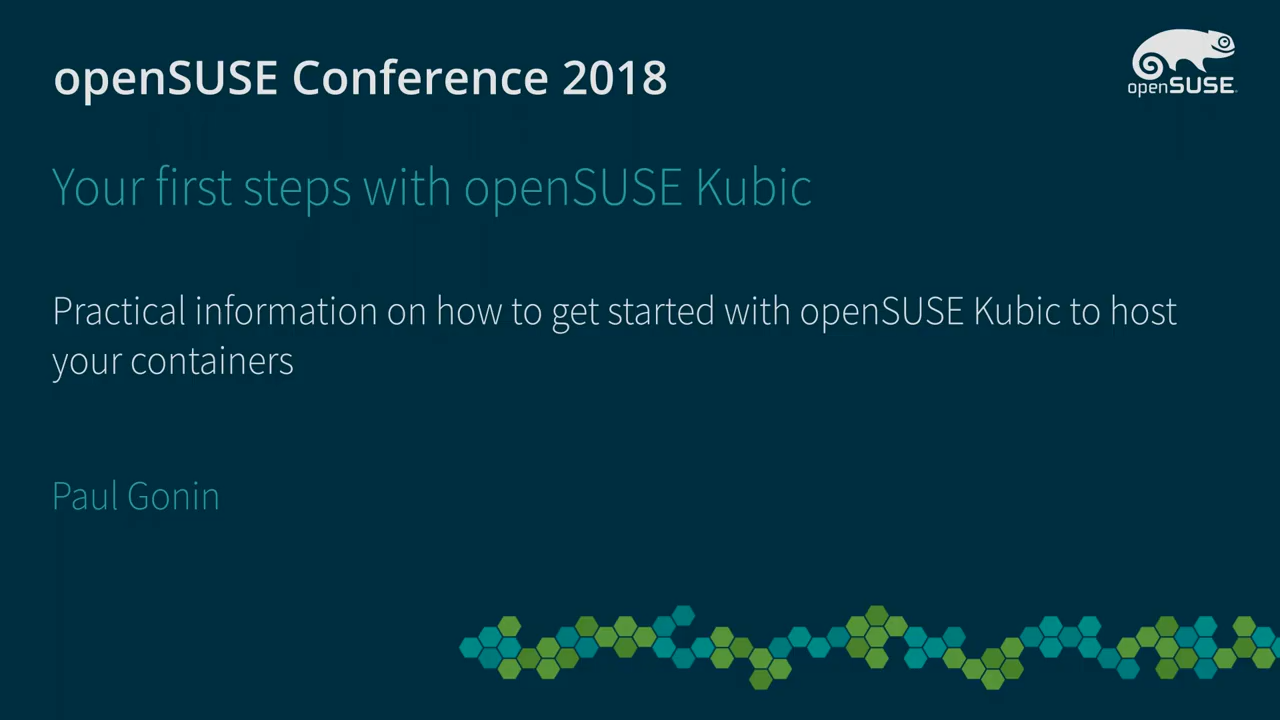 openSUSE Conference 2018
openSUSE
Your first steps with openSUSE Kubic
Practical information on how to get started with openSUSE Kubic to host
your containers
Paul Gonin